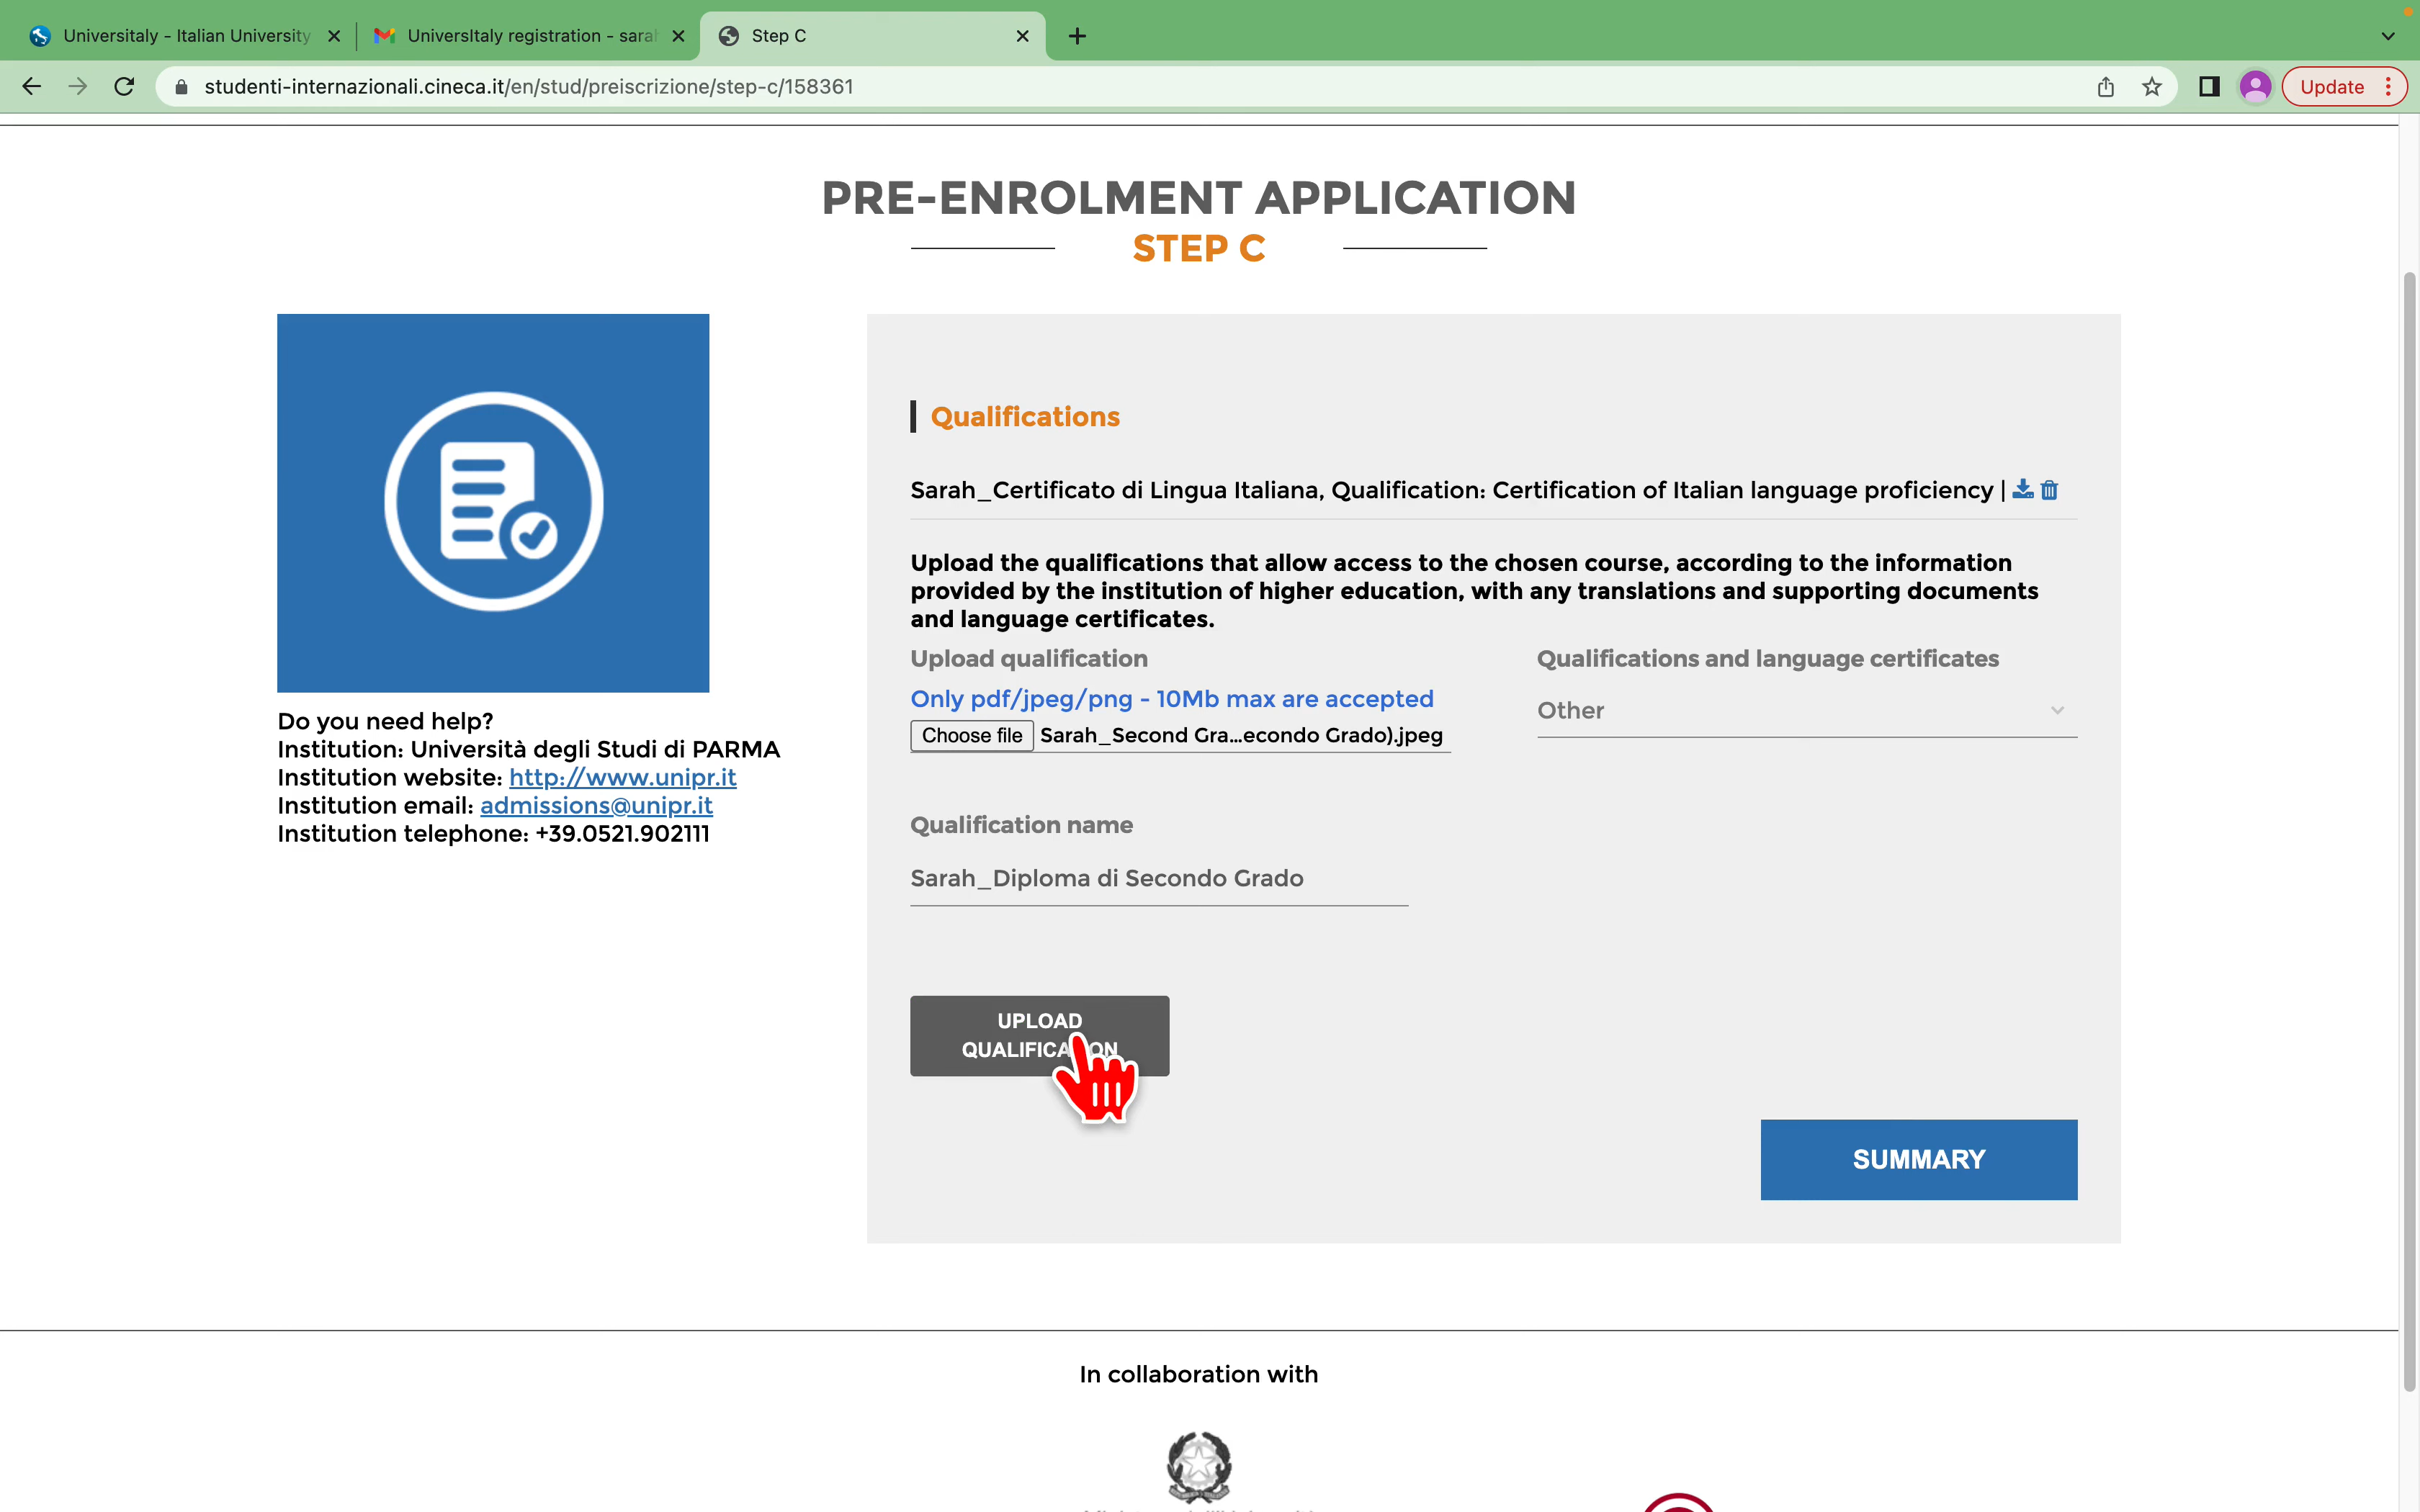 Universitaly - Italian University
UniversItaly registration - sarah
Step C
studenti-internazionali.cineca.it/en/stud/preiscrizione/step-c/158361
Update
PRE-ENROLMENT APPLICATION
STEP C
Qualifications
Sarah_Certificato di Lingua Italiana, Qualification: Certification of Italian language proficiency |
Upload the qualifications that allow access to the chosen course, according to the information
provided by the institution of higher education, with any translations and supporting documents
and language certificates.
Upload qualification
Qualifications and language certificates
Only pdf/jpeg/png - 10Mb max are accepted
Other
Choose file Sarah_Second Gra...econdo Grado).jpeg
Do you need help?
Institution: Università degli Studi di PARMA
Institution website: http://www.unipr.it
Institution email: admissions@unipr.it
Institution telephone: +39.0521.902111
Qualification name
Sarah_Diploma di Secondo Grado
UPLOAD
QUALIFICATION
SUMMARY
In collaboration with